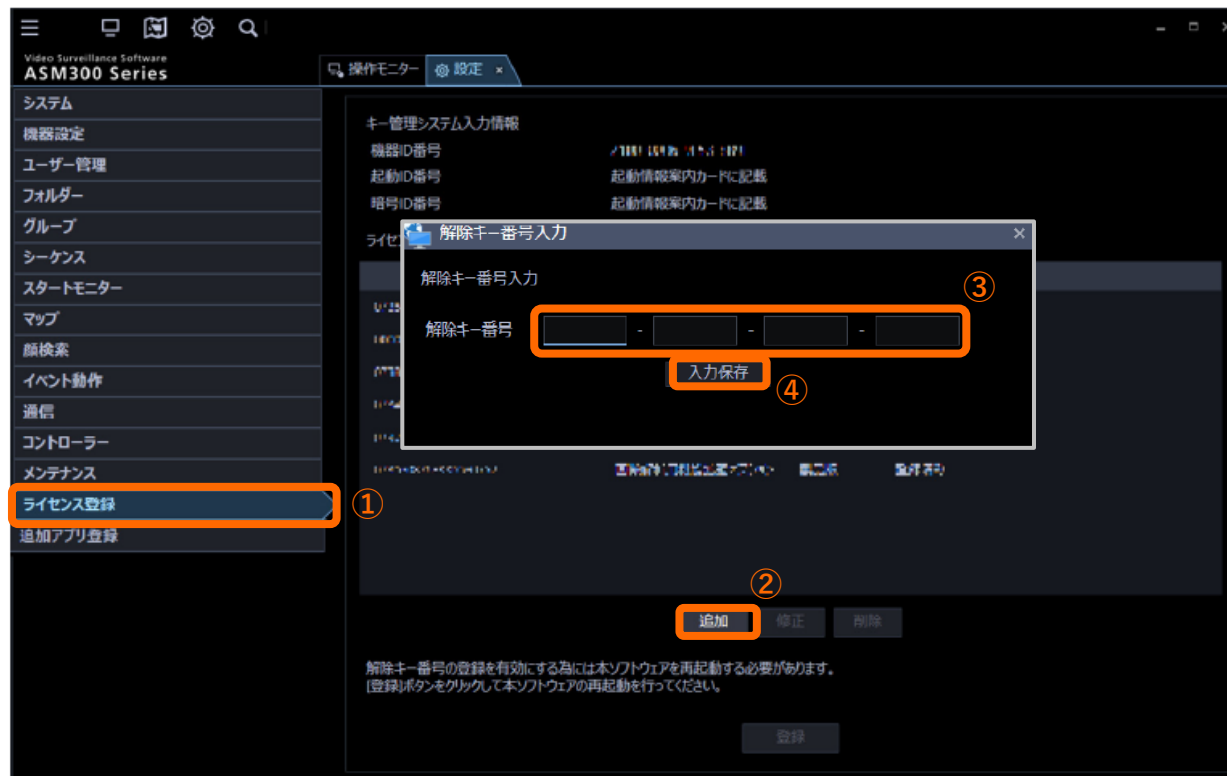 Video Surveillance Software
ASM300 Series
操作モニター
設定 ×
システム
機器設定
ユーザー管理
フォルダー
グループ
シーケンス
スタートモニター
マップ
顔検索
イベント動作
通信
コントローラー
メンテナンス
ライセンス登録
①
追加アプリ登録
キー管理システム入力情報
機器ID番号
起動ID番号 起動情報案内カードに記載
暗号ID番号 起動情報案内カードに記載
解除キー番号入力 ×
解除キー番号入力
③
解除キー番号 - - -
入力保存
④
②
追加 修正 削除
解除キー番号の登録を有効にする為には本ソフトウェアを再起動する必要があります。
[登録]ボタンをクリックして本ソフトウェアの再起動を行ってください。
登録